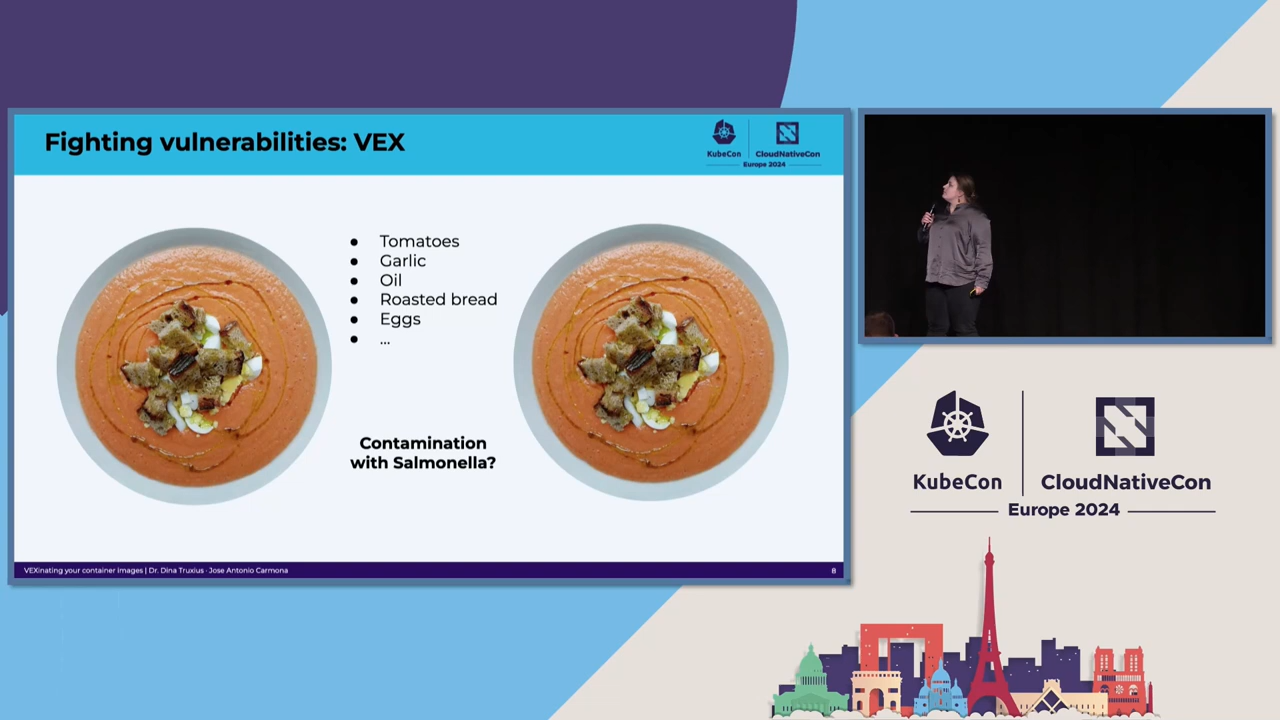 Fighting vulnerabilities: VEX
KubeCon
CloudNativeCon
Europe 2024
● Tomatoes
● Garlic
● Oil
● Roasted bread
● Eggs
● ...
Contamination
with Salmonella?
VEXinating your container images | Dr. Dina Truxius · Jose Antonio Carmona
8
KubeCon
CloudNativeCon
Europe 2024